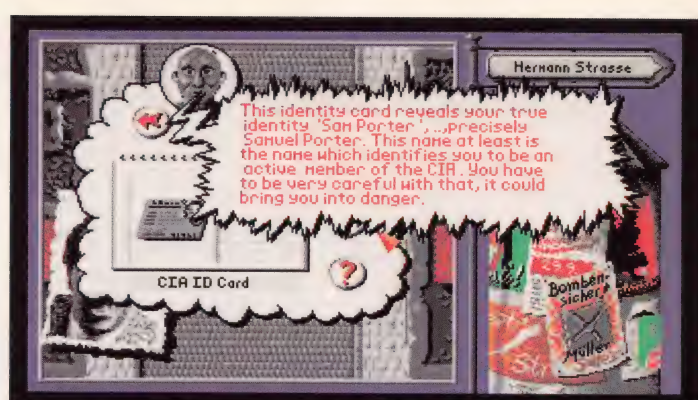 Hermann Strasse
This identity card reveals your true
identity 'Sam Porter', ..,precisely
Samuel Porter. This name at least is
the name which identifies you to be an
active member of the CIA. You have
to be very careful with that, it could
bring you into danger.
CIA ID Card
?
29.9
Bomben-
sicher!
Müller